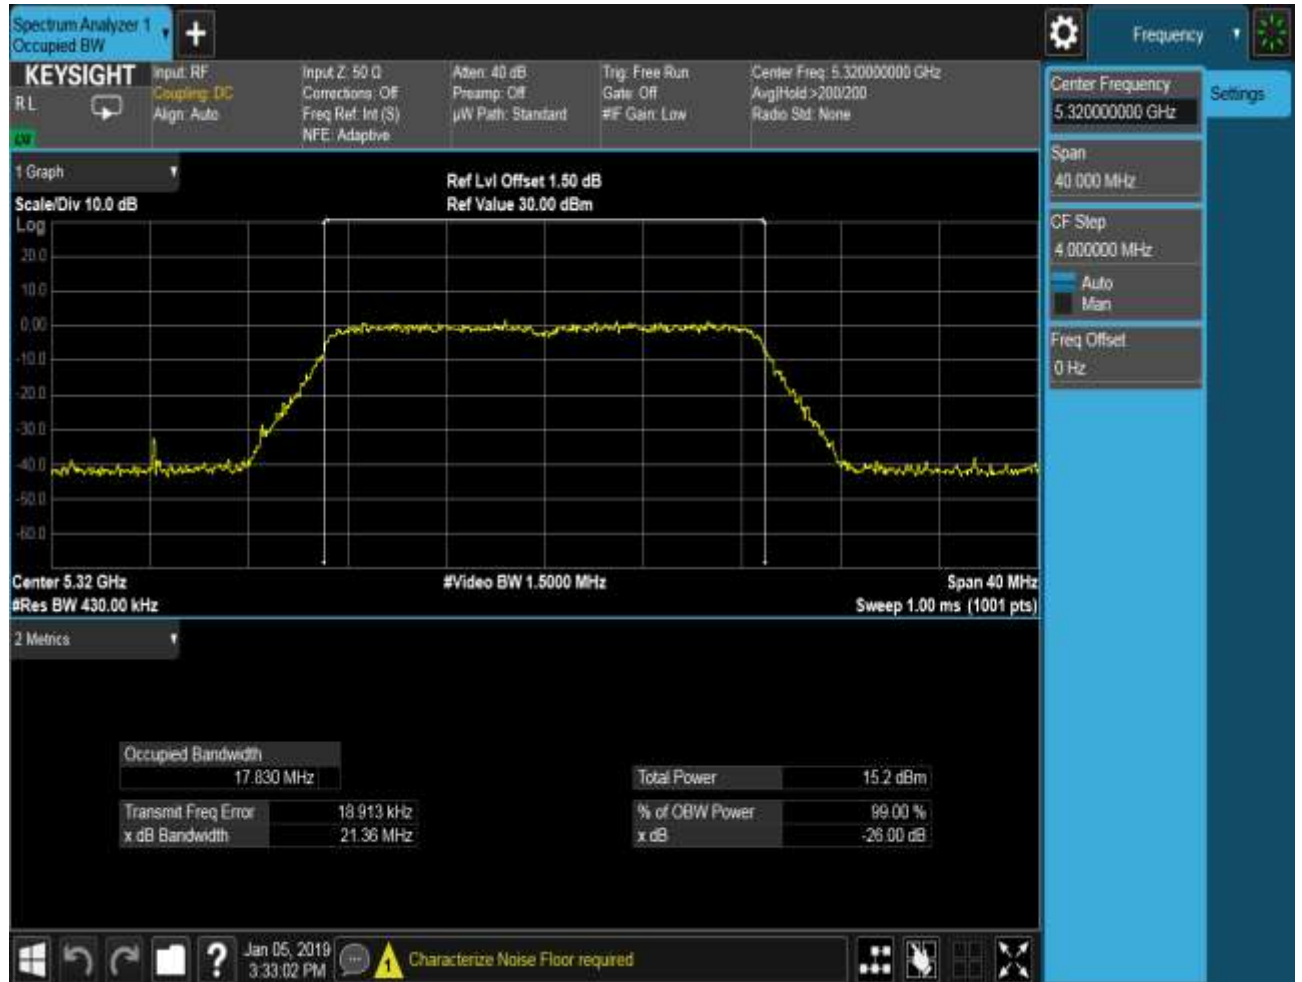 Spectrum Analyzer 1
Occupied BW
Frequency
KEYSIGHT
RL
Input: RF
Coupling: DC
Align: Auto
Input Z: 50 Ω
Corrections: Off
Freq Ref: Int (S)
NFE: Adaptive
Atten: 40 dB
Preamp: Off
µW Path: Standard
Trig: Free Run
Gate: Off
#IF Gain: Low
Center Freq: 5.320000000 GHz
Avg|Hold:>200/200
Radio Std: None
Center Frequency
5.320000000 GHz
Settings
Span
40.000 MHz
CF Step
4.000000 MHz
Auto
Man
Freq Offset
0 Hz
1 Graph
Scale/Div 10.0 dB
Ref Lvl Offset 1.50 dB
Ref Value 30.00 dBm
Log
20.0
10.0
0.00
-10.0
-20.0
-30.0
-40.0
-50.0
-60.0
Center 5.32 GHz
#Video BW 1.5000 MHz
Span 40 MHz
#Res BW 430.00 kHz
Sweep 1.00 ms (1001 pts)
2 Metrics
Occupied Bandwidth
17.830 MHz
Total Power 15.2 dBm
Transmit Freq Error 18.913 kHz
% of OBW Power 99.00 %
x dB Bandwidth 21.36 MHz
x dB -26.00 dB
Jan 05, 2019
3:33:02 PM
?
1
Characterize Noise Floor required